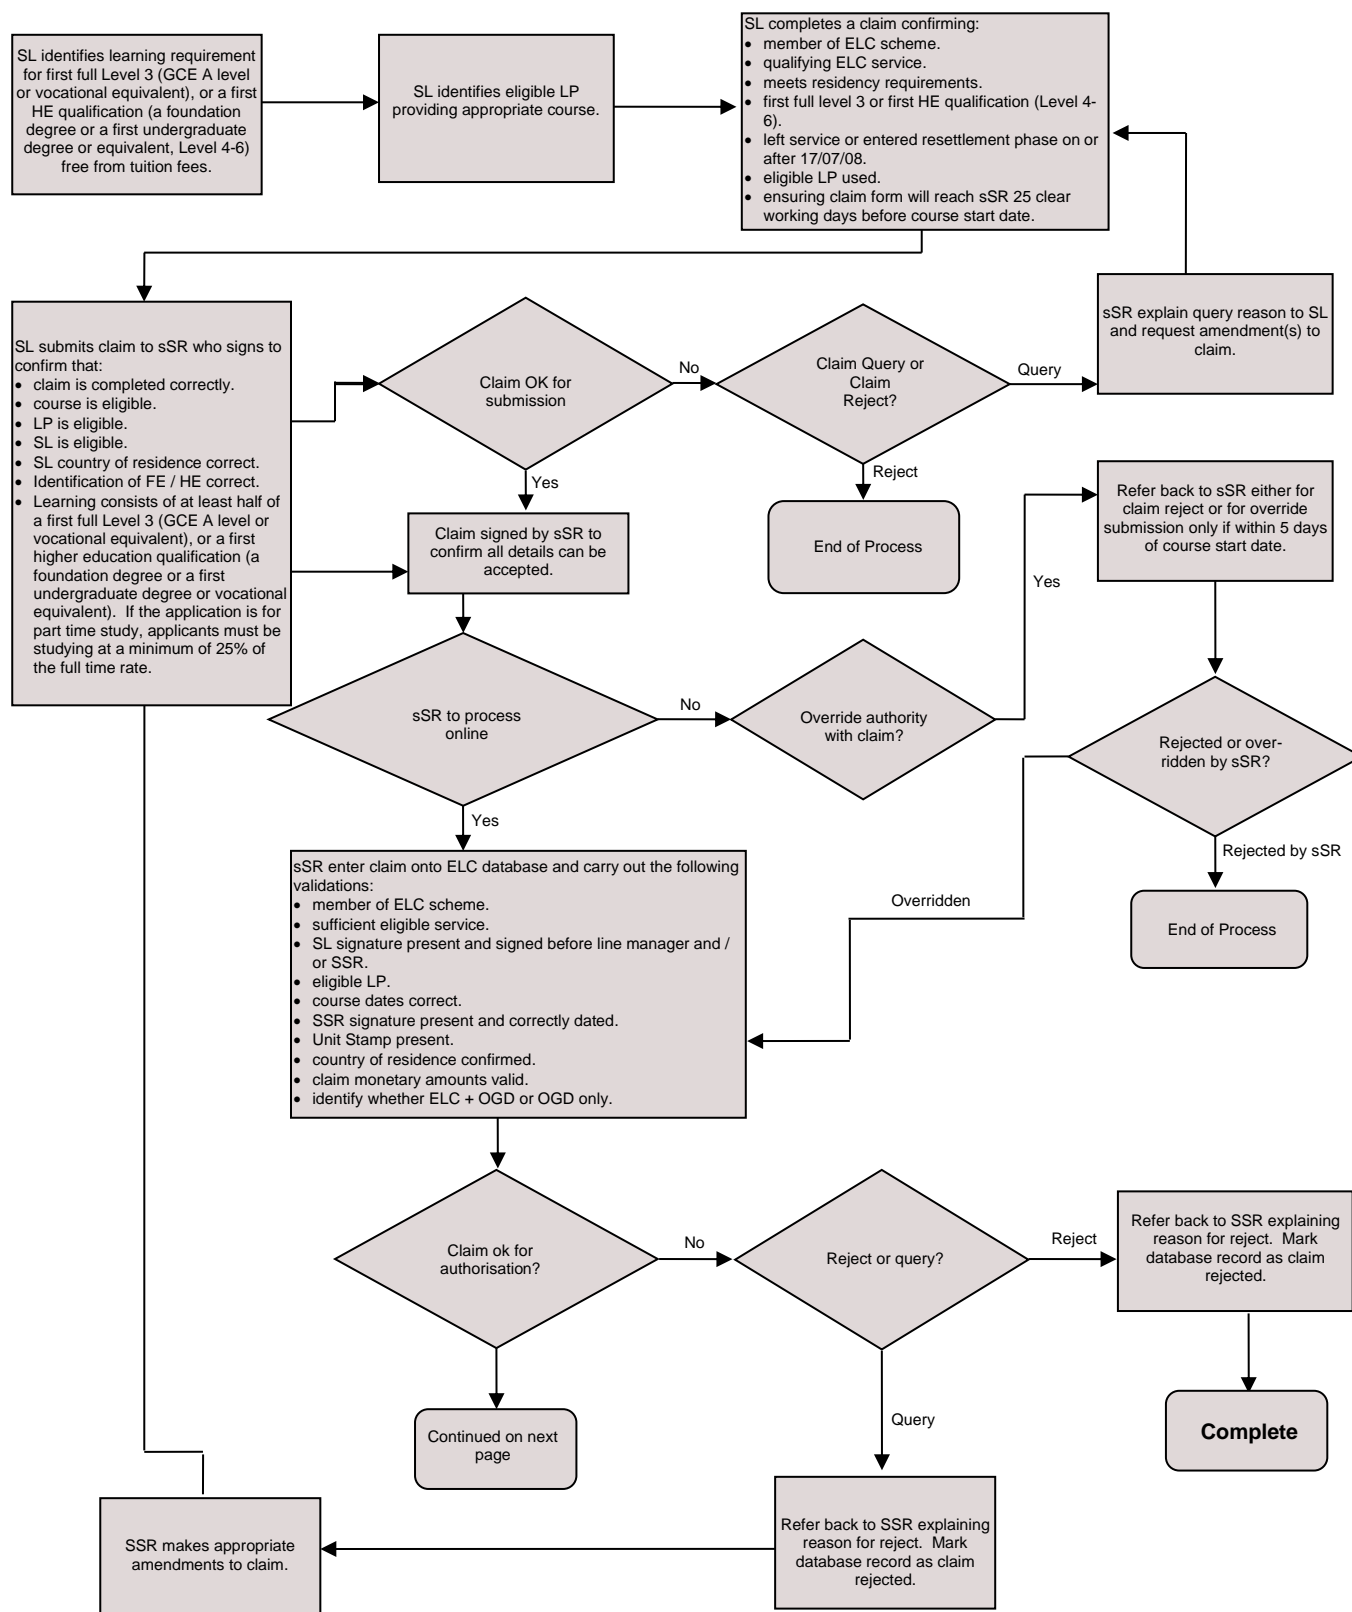 SL identifies learning requirement
for first full Level 3 (GCE A level
or vocational equivalent), or a first
HE qualification (a foundation
degree or a first undergraduate
degree or equivalent, Level 4-6)
free from tuition fees.
SL identifies eligible LP
providing appropriate course.
SL completes a claim confirming:
• member of ELC scheme.
• qualifying ELC service.
• meets residency requirements.
• first full level 3 or first HE qualification (Level 4-
6).
• left service or entered resettlement phase on or
after 17/07/08.
• eligible LP used.
• ensuring claim form will reach sSR 25 clear
working days before course start date.
SL submits claim to sSR who signs to
confirm that:
• claim is completed correctly.
• course is eligible.
• LP is eligible.
• SL is eligible.
• SL country of residence correct.
• Identification of FE / HE correct.
• Learning consists of at least half of
a first full Level 3 (GCE A level or
vocational equivalent), or a first
higher education qualification (a
foundation degree or a first
undergraduate degree or vocational
equivalent). If the application is for
part time study, applicants must be
studying at a minimum of 25% of
the full time rate.
Claim OK for
submission
No
Claim Query or
Claim
Reject?
Query
sSR explain query reason to SL
and request amendment(s) to
claim.
Yes
Reject
Claim signed by sSR to
confirm all details can be
accepted.
End of Process
Yes
Refer back to sSR either for
claim reject or for override
submission only if within 5 days
of course start date.
sSR to process
online
No
Override authority
with claim?
Rejected or over-
ridden by sSR?
Yes
Rejected by sSR
sSR enter claim onto ELC database and carry out the following
validations:
• member of ELC scheme.
• sufficient eligible service.
• SL signature present and signed before line manager and /
or SSR.
• eligible LP.
• course dates correct.
• SSR signature present and correctly dated.
• Unit Stamp present.
• country of residence confirmed.
• claim monetary amounts valid.
• identify whether ELC + OGD or OGD only.
Overridden
End of Process
Claim ok for
authorisation?
No
Reject or query?
Reject
Refer back to SSR explaining
reason for reject. Mark
database record as claim
rejected.
Continued on next
page
Query
Complete
SSR makes appropriate
amendments to claim.
Refer back to SSR explaining
reason for reject. Mark
database record as claim
rejected.